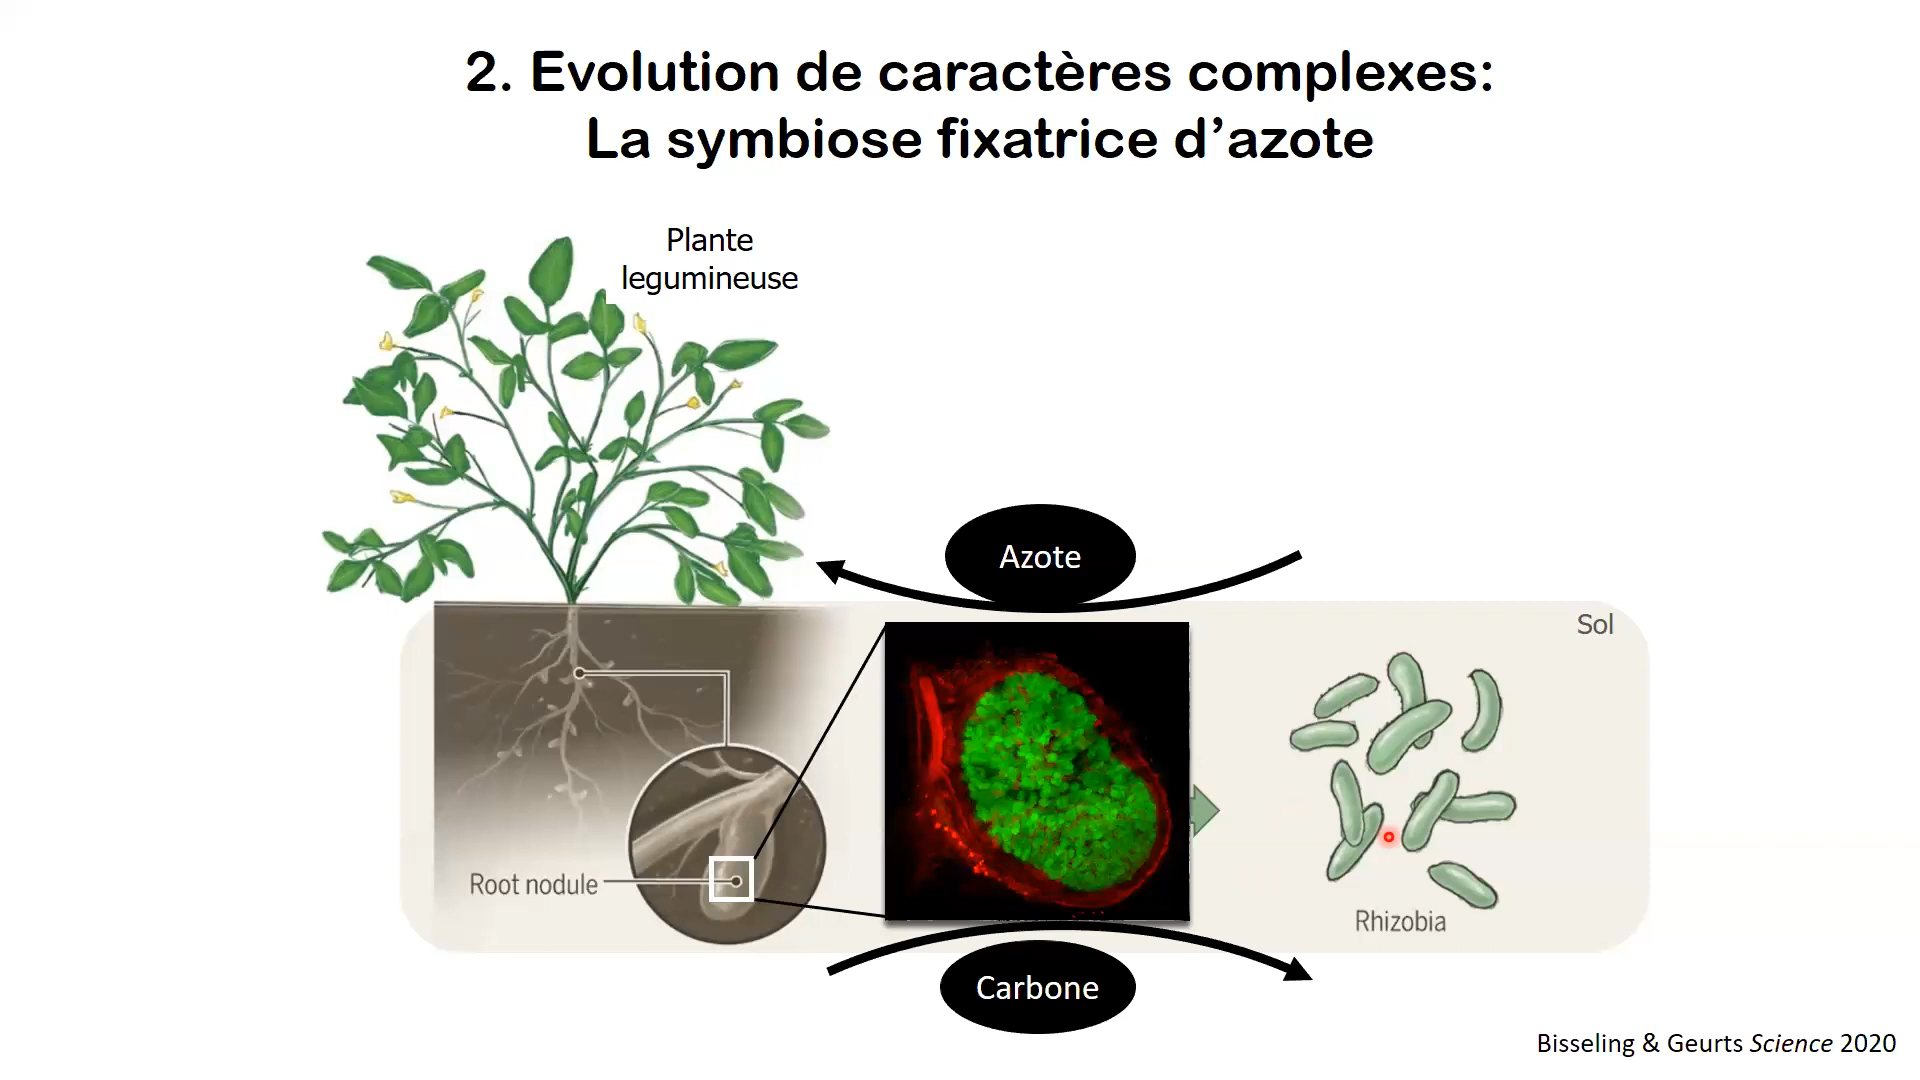 2. Evolution de caractères complexes:
La symbiose fixatrice d’azote
Plante
legumineuse
Azote
Sol
Root nodule
Rhizobia
Carbone
Bisseling & Geurts Science 2020